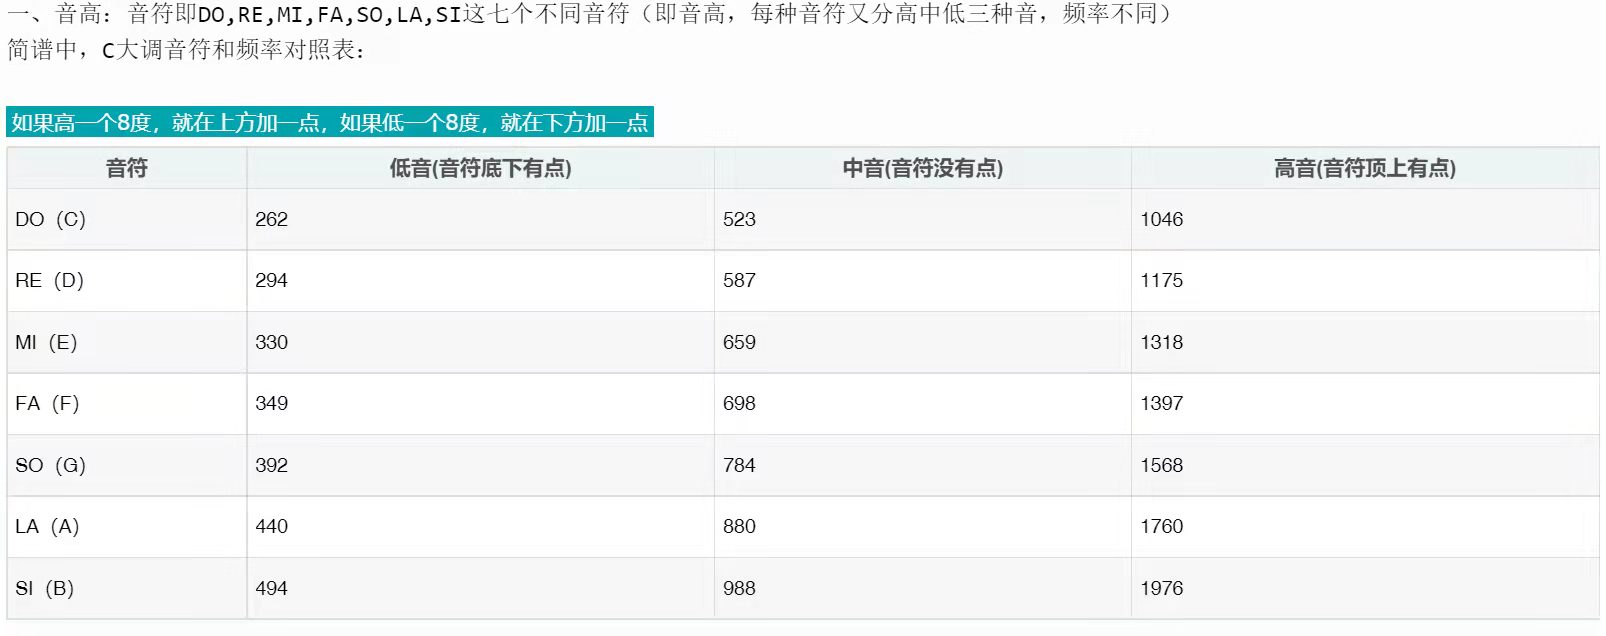 一、音高：音符即DO,RE,MI,FA,SO,LA,SI这七个不同音符（即音高，每种音符又分高中低三种音，频率不同）
简谱中，C大调音符和频率对照表：
如果高一个8度，就在上方加一点，如果低一个8度，就在下方加一点
音符 低音(音符底下有点) 中音(音符没有点) 高音(音符顶上有点)
DO（C） 262 523 1046
RE（D） 294 587 1175
MI（E） 330 659 1318
FA（F） 349 698 1397
SO（G） 392 784 1568
LA（A） 440 880 1760
SI（B） 494 988 1976